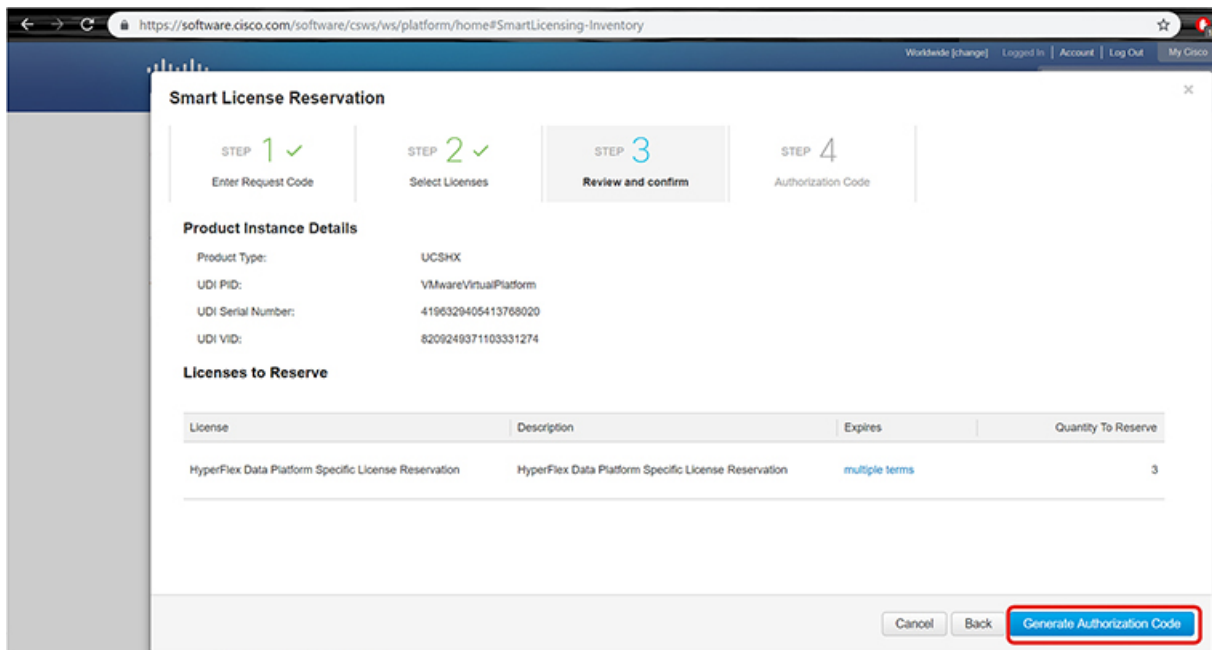 https://software.cisco.com/software/csws/ws/platform/home#SmartLicensing-Inventory
Worldwide [change] Logged In | Account | Log Out My Cisco
Smart License Reservation
STEP 1 ✓
Enter Request Code
STEP 2 ✓
Select Licenses
STEP 3
Review and confirm
STEP 4
Authorization Code
Product Instance Details
Product Type: UCSHX
UDI PID: VMwareVirtualPlatform
UDI Serial Number: 4196329405413768020
UDI VID: 8209249371103331274
Licenses to Reserve
License Description Expires Quantity To Reserve
HyperFlex Data Platform Specific License Reservation HyperFlex Data Platform Specific License Reservation multiple terms 3
Cancel Back Generate Authorization Code